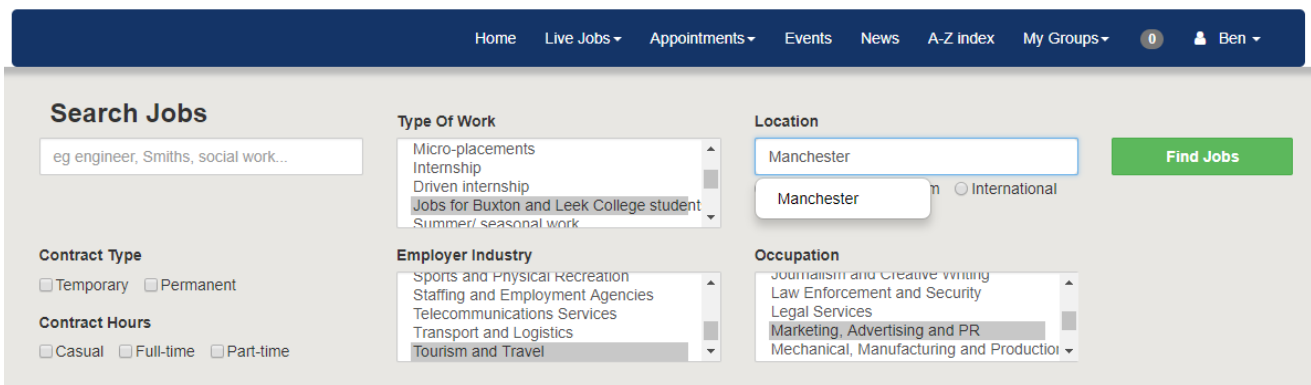 Home Live Jobs Appointments Events News A-Z index My Groups 0 Ben
Search Jobs
eg engineer, Smiths, social work...
Type Of Work
Micro-placements
Internship
Driven internship
Jobs for Buxton and Leek College student
Summer/ seasonal work
Location
Manchester
Manchester
International
Find Jobs
Contract Type
Temporary Permanent
Contract Hours
Casual Full-time Part-time
Employer Industry
Sports and Physical Recreation
Staffing and Employment Agencies
Telecommunications Services
Transport and Logistics
Tourism and Travel
Occupation
Journalism and Creative Writing
Law Enforcement and Security
Legal Services
Marketing, Advertising and PR
Mechanical, Manufacturing and Production